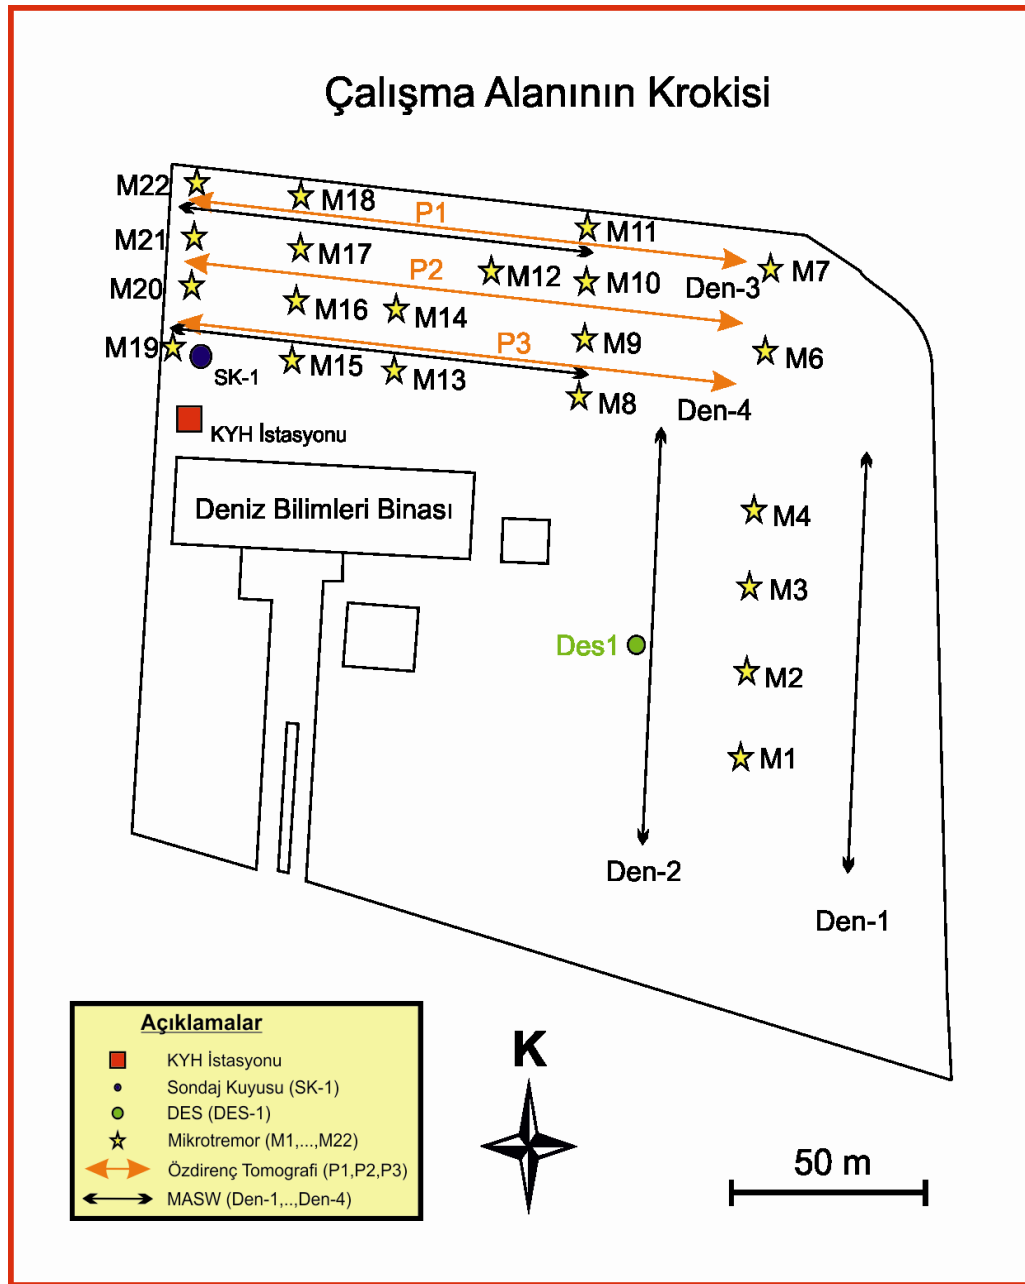 Çalışma Alanının Krokisi
M22
M18
P1
M11
M21
M17
P2
M12
M10
Den-3
M7
M20
M16
M14
M19
SK-1
M15
M13
P3
M9
M6
M8
Den-4
KYH İstasyonu
Deniz Bilimleri Binası
M4
M3
Des1
M2
M1
Den-2
Den-1
Açıklamalar
KYH İstasyonu
Sondaj Kuyusu (SK-1)
DES (DES-1)
Mikrotremor (M1,...,M22)
Özdirenç Tomografi (P1,P2,P3)
MASW (Den-1,..,Den-4)
K
50 m